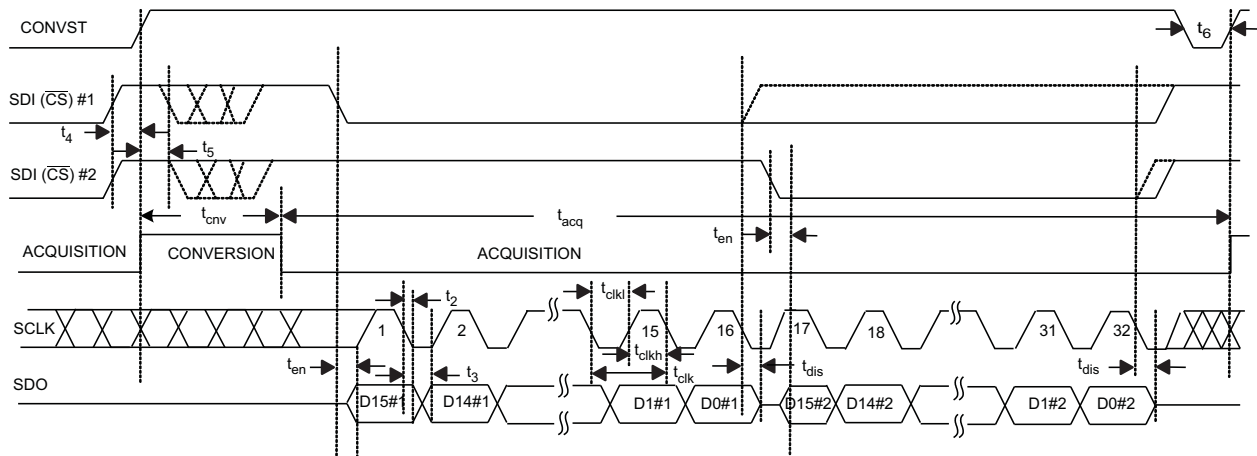 CONVST
t6
SDI (CS) #1
t4
t5
SDI (CS) #2
tcnv
tacq
ten
ACQUISITION
CONVERSION
ACQUISITION
t2
tclkl
SCLK
1
2
15
16
17
18
31
32
tclkh
ten
t3
tclk
tdis
tdis
SDO
D15#1
D14#1
D1#1
D0#1
D15#2
D14#2
D1#2
D0#2